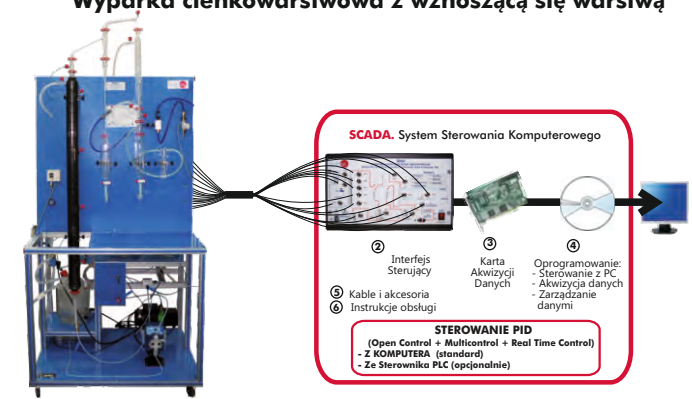 Wyparka cienkowarstwowa z wznoszącą się warstwą
SCADA. System Sterowania Komputerowego
2
Interfejs
Sterujący
3
Karta
Akwizycji
Danych
4
Oprogramowanie:
- Sterowanie z PC
- Akwizycja danych
- Zarządzanie
danymi
5 Kable i akcesoria
6 Instrukcje obsługi
STEROWANIE PID
(Open Control + Multicontrol + Real Time Control)
- Z KOMPUTERA (standard)
- Ze Sterownika PLC (opcjonalnie)